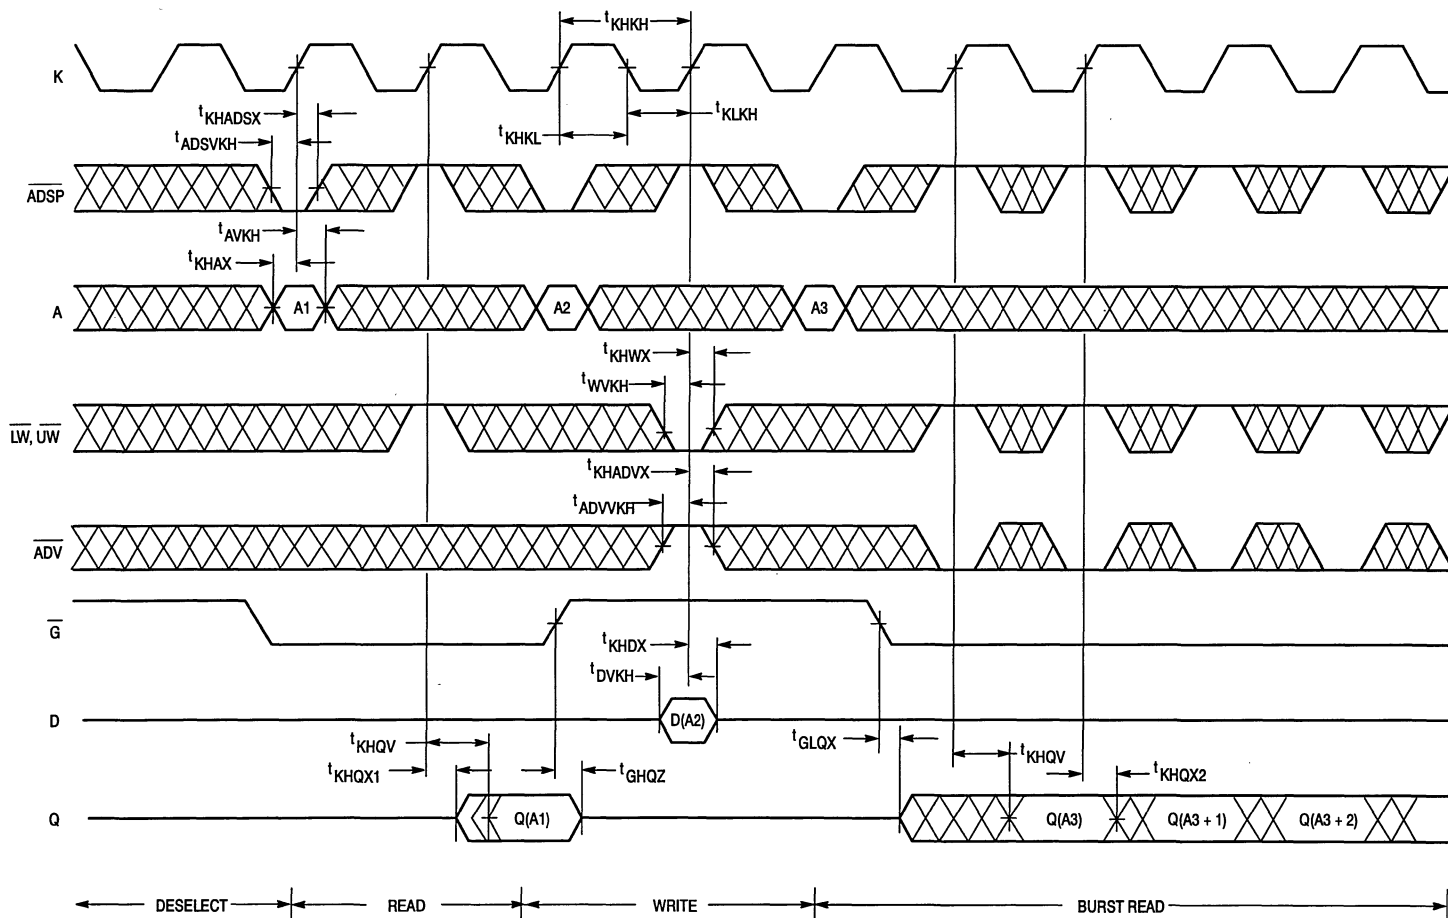 tKHKH
K
tKHADSX
tKLKH
tADSVKH
tKHKL
ADSP
tAVKH
tKHAX
A
A1
A2
A3
tKHWX
tWVKH
LW, UW
tKHADVX
tADVVKH
ADV
G
tKHDX
tDVKH
D
D(A2)
tKHQV
tGLQX
tKHQV
tKHQX1
tGHQZ
tKHQX2
Q
Q(A1)
Q(A3)
Q(A3 + 1)
Q(A3 + 2)
DESELECT
READ
WRITE
BURST READ